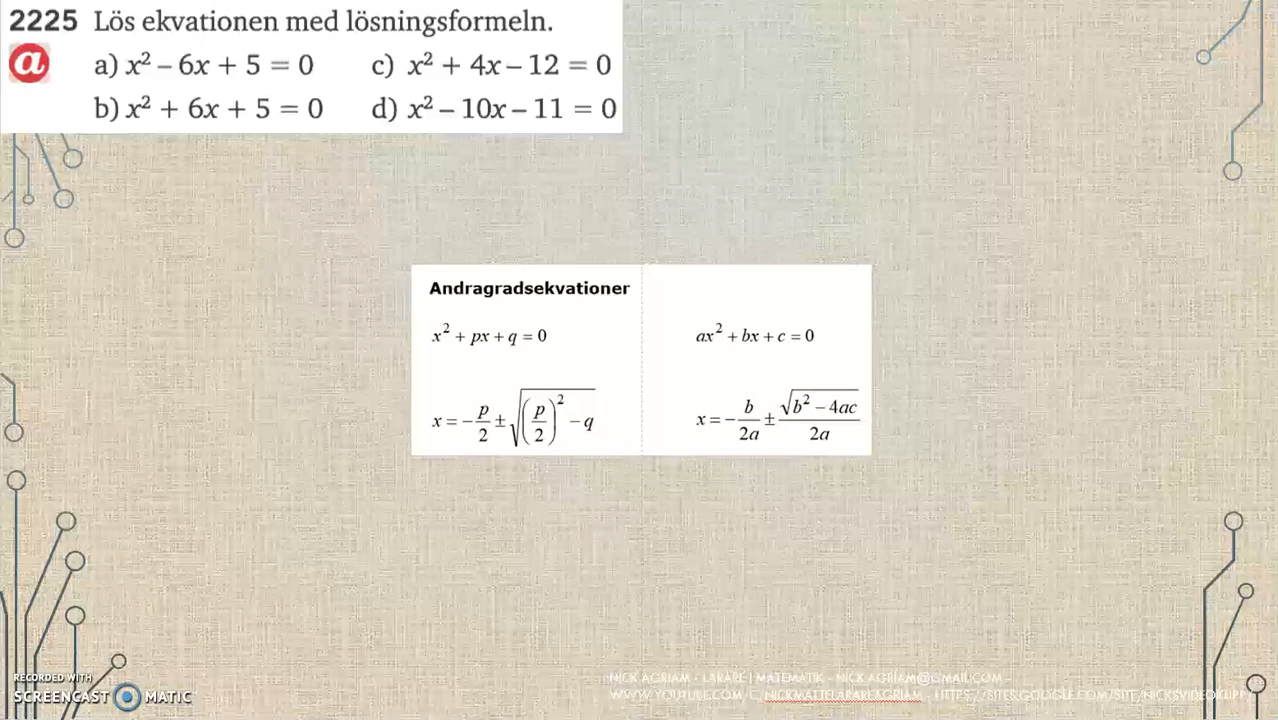 2225 Lös ekvationen med lösningsformeln.
a
a) x² – 6x + 5 = 0 c) x² + 4x – 12 = 0
b) x² + 6x + 5 = 0 d) x² – 10x – 11 = 0
Andragradsekvationer
x² + px + q = 0 ax² + bx + c = 0
x = −p/2 ± √((p/2)² − q) x = −b/2a ± √(b² − 4ac)/2a
NICK AGRIAM - LÄRARE | MATEMATIK - NICK.AGRIAM@GMAIL.COM -
WWW.YOUTUBE.COM/C/NICKMATTELARAREAGRIAM - HTTPS://SITES.GOOGLE.COM/SITE/NICKSVIDEOKLIPP/
RECORDED WITH
SCREENCAST MATIC